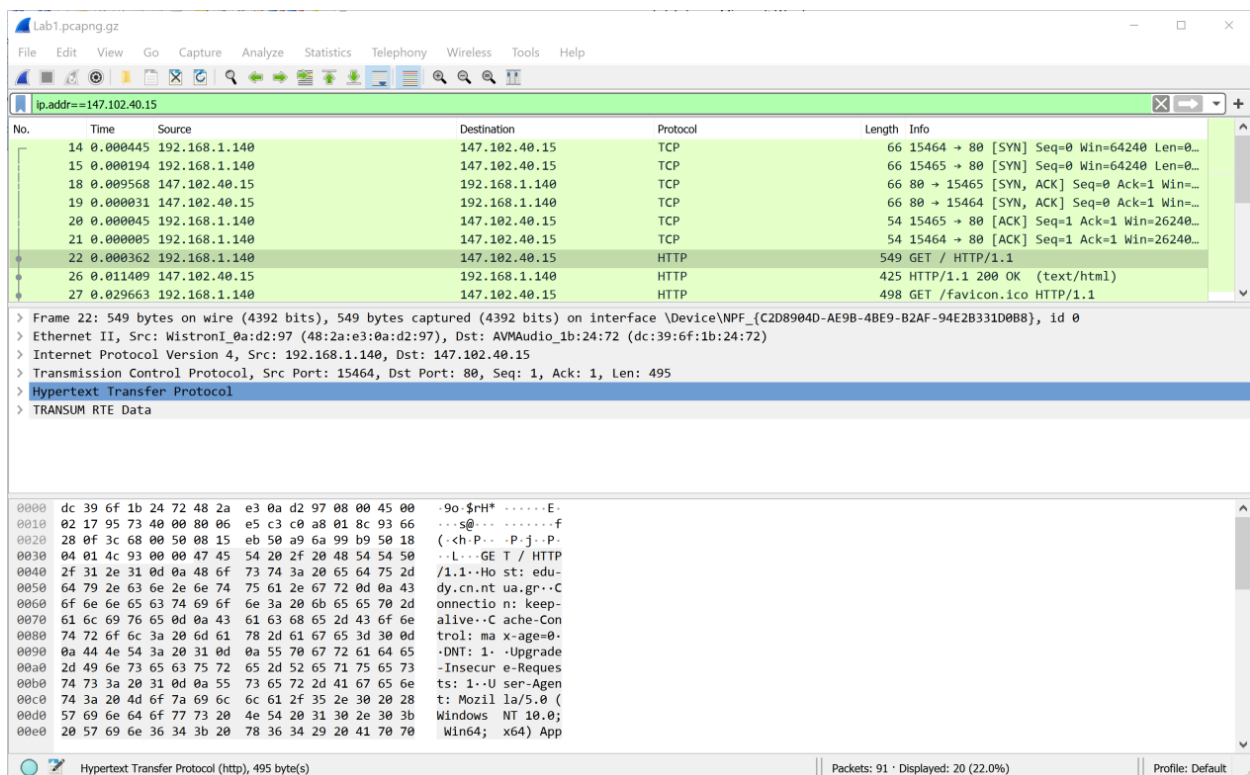 Lab1.pcapng.gz
File Edit View Go Capture Analyze Statistics Telephony Wireless Tools Help
ip.addr==147.102.40.15
No. Time Source Destination Protocol Length Info
14 0.000445 192.168.1.140 147.102.40.15 TCP 66 15464 → 80 [SYN] Seq=0 Win=64240 Len=0…
15 0.000194 192.168.1.140 147.102.40.15 TCP 66 15465 → 80 [SYN] Seq=0 Win=64240 Len=0…
18 0.009568 147.102.40.15 192.168.1.140 TCP 66 80 → 15465 [SYN, ACK] Seq=0 Ack=1 Win=…
19 0.000031 147.102.40.15 192.168.1.140 TCP 66 80 → 15464 [SYN, ACK] Seq=0 Ack=1 Win=…
20 0.000045 192.168.1.140 147.102.40.15 TCP 54 15465 → 80 [ACK] Seq=1 Ack=1 Win=26240…
21 0.000005 192.168.1.140 147.102.40.15 TCP 54 15464 → 80 [ACK] Seq=1 Ack=1 Win=26240…
22 0.000362 192.168.1.140 147.102.40.15 HTTP 549 GET / HTTP/1.1
26 0.011409 147.102.40.15 192.168.1.140 HTTP 425 HTTP/1.1 200 OK (text/html)
27 0.029663 192.168.1.140 147.102.40.15 HTTP 498 GET /favicon.ico HTTP/1.1
> Frame 22: 549 bytes on wire (4392 bits), 549 bytes captured (4392 bits) on interface \Device\NPF_{C2D8904D-AE9B-4BE9-B2AF-94E2B331D0B8}, id 0
> Ethernet II, Src: WistronI_0a:d2:97 (48:2a:e3:0a:d2:97), Dst: AVMAudio_1b:24:72 (dc:39:6f:1b:24:72)
> Internet Protocol Version 4, Src: 192.168.1.140, Dst: 147.102.40.15
> Transmission Control Protocol, Src Port: 15464, Dst Port: 80, Seq: 1, Ack: 1, Len: 495
> Hypertext Transfer Protocol
> TRANSUM RTE Data
0000 dc 39 6f 1b 24 72 48 2a e3 0a d2 97 08 00 45 00 ·9o·$rH* ······E·
0010 02 17 95 73 40 00 80 06 e5 c3 c0 a8 01 8c 93 66 ···s@··· ·······f
0020 28 0f 3c 68 00 50 08 15 eb 50 a9 6a 99 b9 50 18 (·<h·P·· ·P·j··P·
0030 04 01 4c 93 00 00 47 45 54 20 2f 20 48 54 54 50 ··L···GE T / HTTP
0040 2f 31 2e 31 0d 0a 48 6f 73 74 3a 20 65 64 75 2d /1.1··Ho st: edu-
0050 64 79 2e 63 6e 2e 6e 74 75 61 2e 67 72 0d 0a 43 dy.cn.nt ua.gr··C
0060 6f 6e 6e 65 63 74 69 6f 6e 3a 20 6b 65 65 70 2d onnectio n: keep-
0070 61 6c 69 76 65 0d 0a 43 61 63 68 65 2d 43 6f 6e alive··C ache-Con
0080 74 72 6f 6c 3a 20 6d 61 78 2d 61 67 65 3d 30 0d trol: ma x-age=0·
0090 0a 44 4e 54 3a 20 31 0d 0a 55 70 67 72 61 64 65 ·DNT: 1· ·Upgrade
00a0 2d 49 6e 73 65 63 75 72 65 2d 52 65 71 75 65 73 -Insecur e-Reques
00b0 74 73 3a 20 31 0d 0a 55 73 65 72 2d 41 67 65 6e ts: 1··U ser-Agen
00c0 74 3a 20 4d 6f 7a 69 6c 6c 61 2f 35 2e 30 20 28 t: Mozil la/5.0 (
00d0 57 69 6e 64 6f 77 73 20 4e 54 20 31 30 2e 30 3b Windows NT 10.0;
00e0 20 57 69 6e 36 34 3b 20 78 36 34 29 20 41 70 70 Win64; x64) App
Hypertext Transfer Protocol (http), 495 byte(s) Packets: 91 · Displayed: 20 (22.0%) Profile: Default